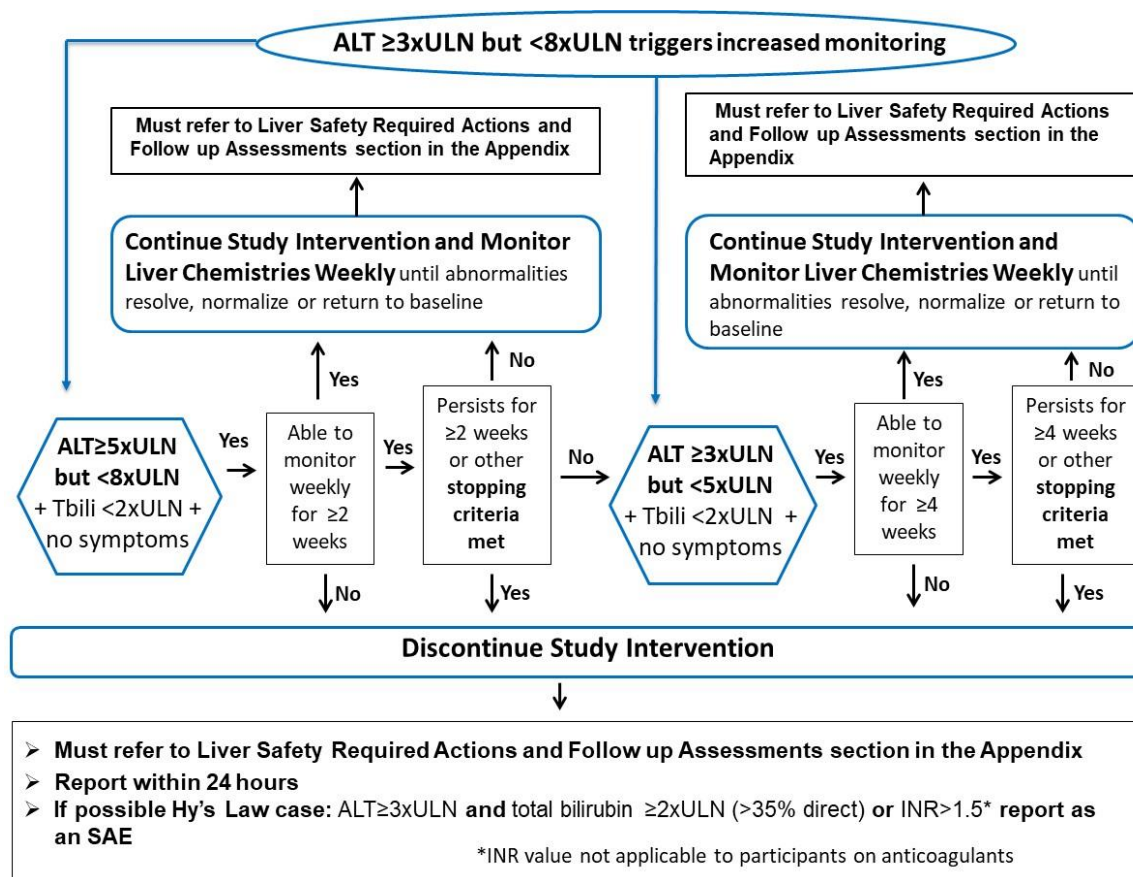 ALT ≥3xULN but <8xULN triggers increased monitoring
Must refer to Liver Safety Required Actions and
Follow up Assessments section in the Appendix
Must refer to Liver Safety Required Actions
and Follow up Assessments section in the
Appendix
Continue Study Intervention and Monitor
Liver Chemistries Weekly until abnormalities
resolve, normalize or return to baseline
Continue Study Intervention and
Monitor Liver Chemistries Weekly until
abnormalities resolve, normalize or return to
baseline
Yes
No
Yes
No
ALT≥5xULN
but <8xULN
+ Tbili <2xULN +
no symptoms
Yes
Able to
monitor
weekly
for ≥2
weeks
Yes
Persists for
≥2 weeks
or other
stopping
criteria
met
No
ALT ≥3xULN
but <5xULN
+ Tbili <2xULN +
no symptoms
Yes
Able to
monitor
weekly
for ≥4
weeks
Yes
Persists for
≥4 weeks
or other
stopping
criteria
met
No
Yes
No
Yes
Discontinue Study Intervention
➢ Must refer to Liver Safety Required Actions and Follow up Assessments section in the Appendix
➢ Report within 24 hours
➢ If possible Hy's Law case: ALT≥3xULN and total bilirubin ≥2xULN (>35% direct) or INR>1.5* report as
an SAE
*INR value not applicable to participants on anticoagulants